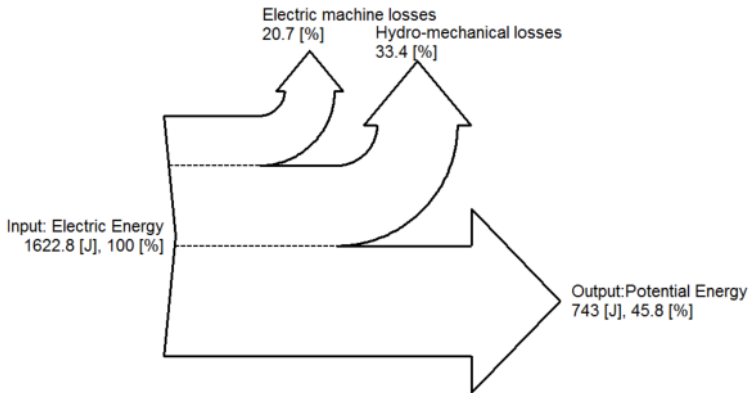 Electric machine losses
20.7 [%]
Hydro-mechanical losses
33.4 [%]
Input: Electric Energy
1622.8 [J], 100 [%]
Output:Potential Energy
743 [J], 45.8 [%]